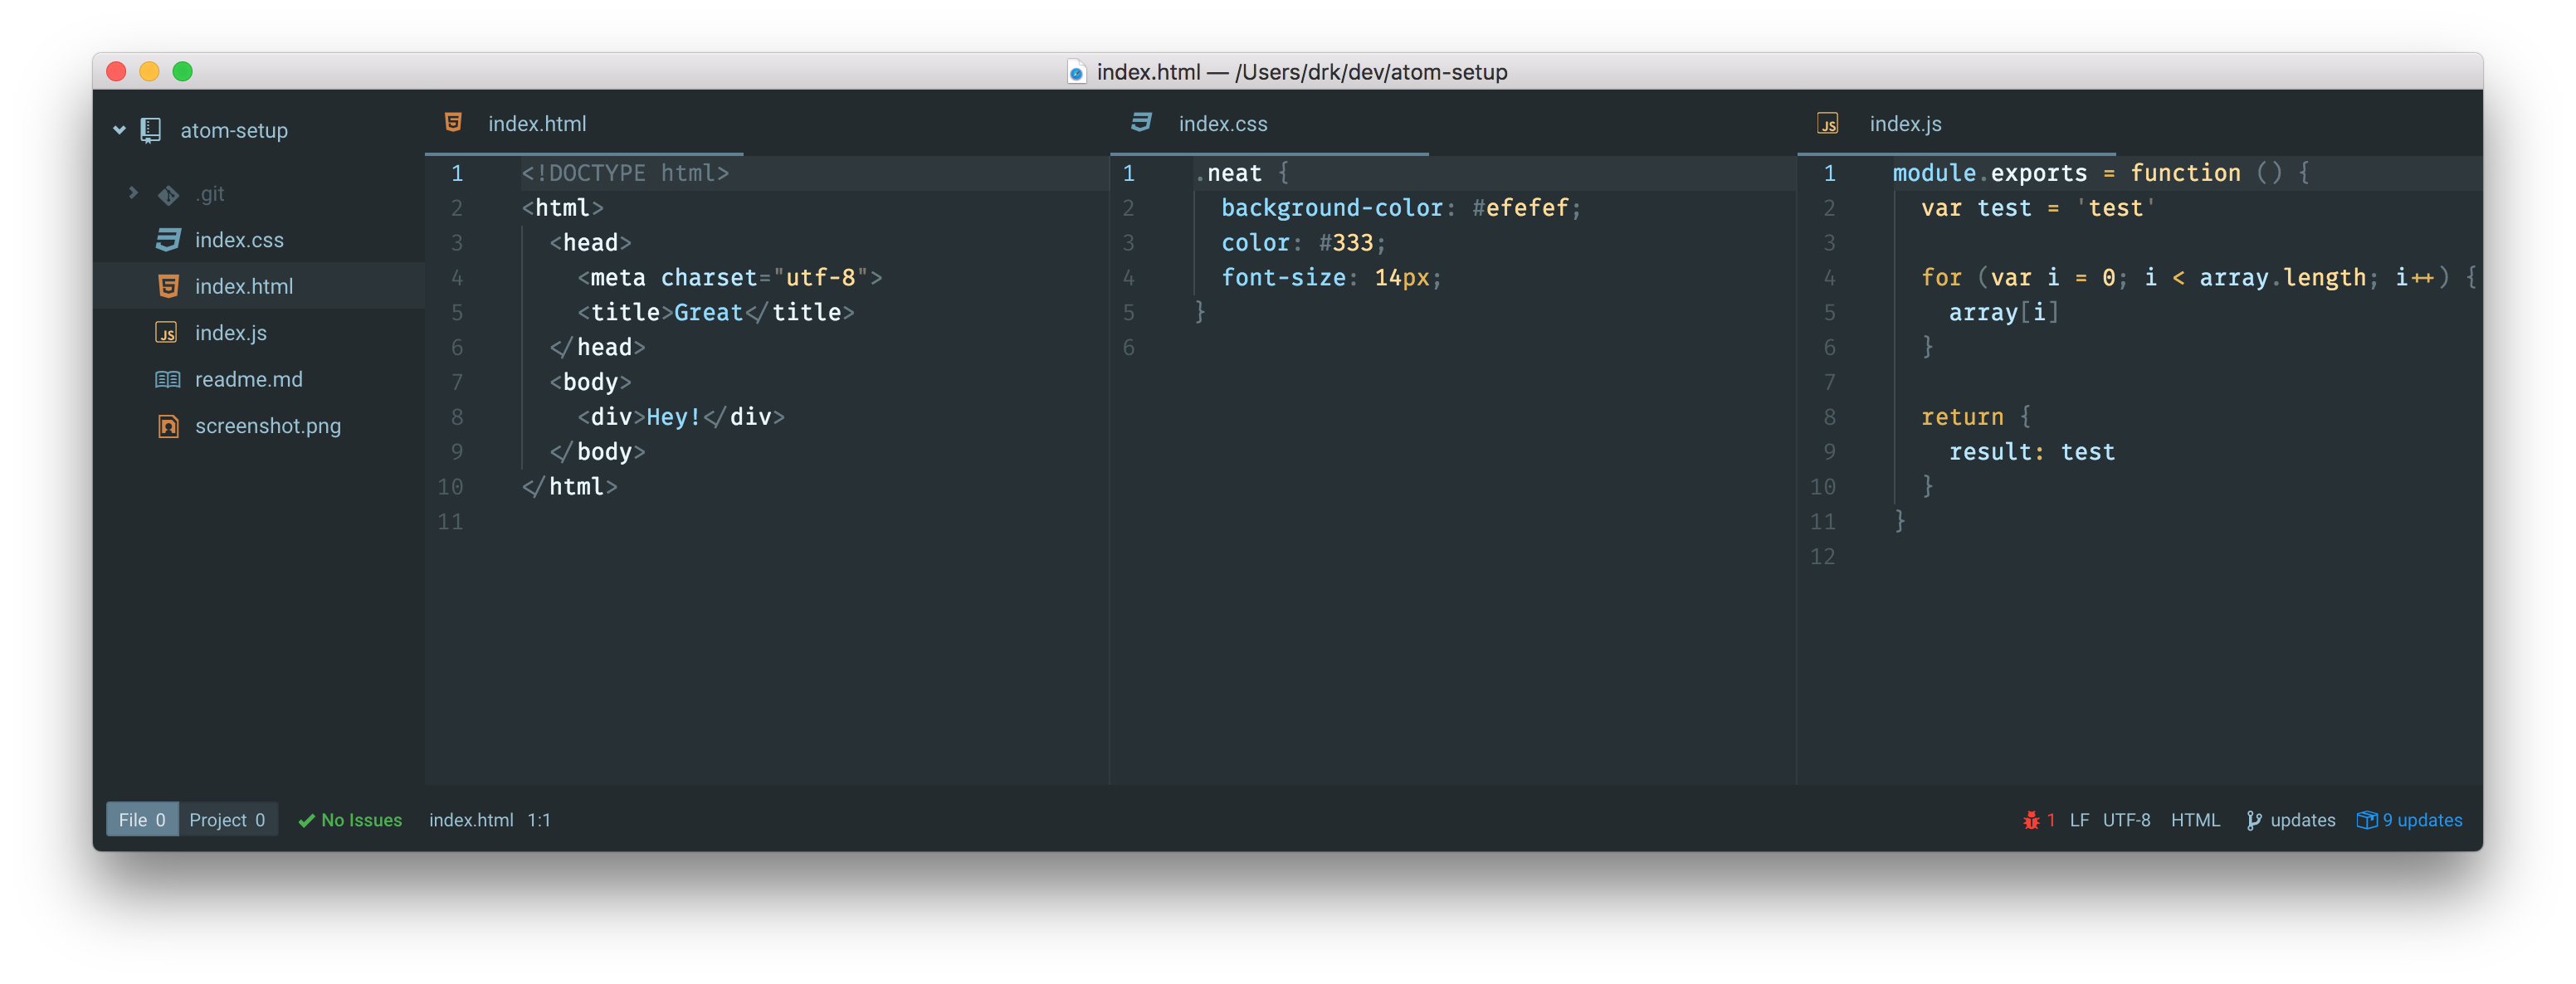 index.html — /Users/drk/dev/atom-setup
atom-setup
.git
index.css
index.html
index.js
readme.md
screenshot.png
index.html
1 <!DOCTYPE html>
2 <html>
3   <head>
4     <meta charset="utf-8">
5     <title>Great</title>
6   </head>
7   <body>
8     <div>Hey!</div>
9   </body>
10 </html>
11
index.css
1 .neat {
2   background-color: #efefef;
3   color: #333;
4   font-size: 14px;
5 }
6
JS index.js
1 module.exports = function () {
2   var test = 'test'
3
4   for (var i = 0; i < array.length; i++) {
5     array[i]
6   }
7
8   return {
9     result: test
10   }
11 }
12
File 0 Project 0 No Issues index.html 1:1 1 LF UTF-8 HTML updates 9 updates